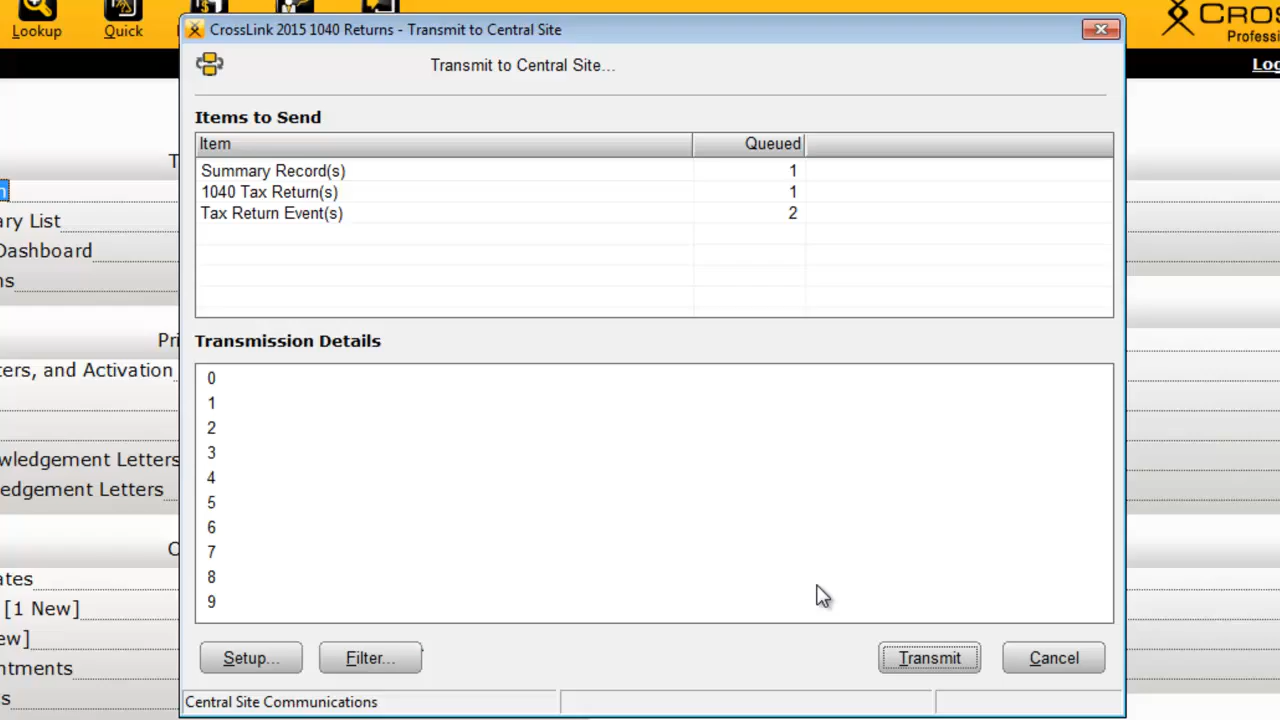 Lookup
Quick
CrossLink 2015 1040 Returns - Transmit to Central Site
CROS
Professi
Log
Transmit to Central Site...
Items to Send
Item Queued
Summary Record(s) 1
1040 Tax Return(s) 1
Tax Return Event(s) 2
Transmission Details
0
1
2
3
4
5
6
7
8
9
Setup... Filter... Transmit Cancel
Central Site Communications
T
n
ary List
Dashboard
ns
Pri
ters, and Activation
wledgement Letters
edgement Letters
C
ates
[1 New]
ew]
ntments
s